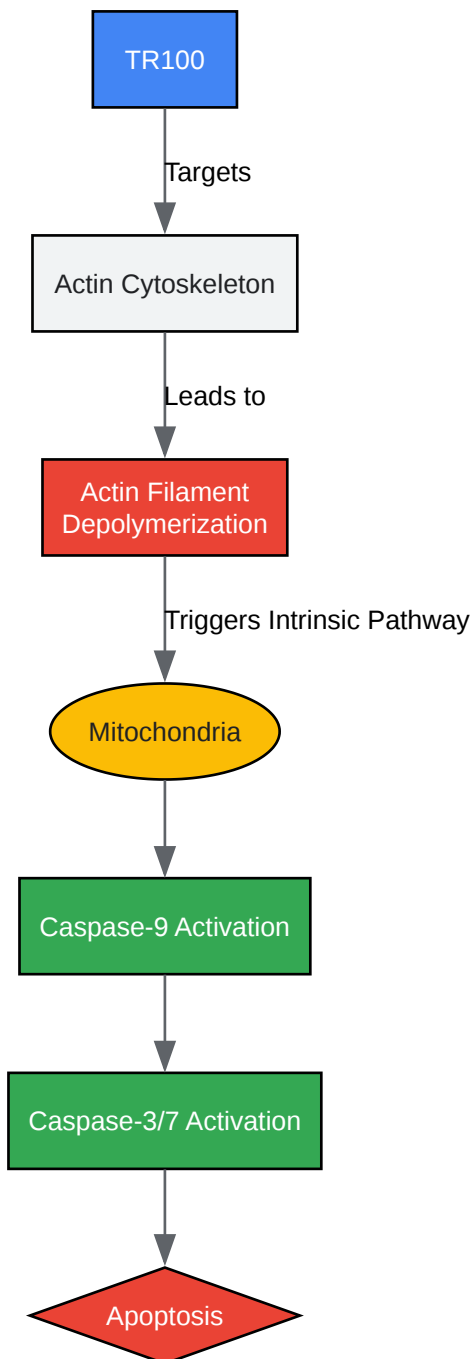 TR100
Targets
Actin Cytoskeleton
Leads to
Actin Filament
Depolymerization
Triggers Intrinsic Pathway
Mitochondria
Caspase-9 Activation
Caspase-3/7 Activation
Apoptosis